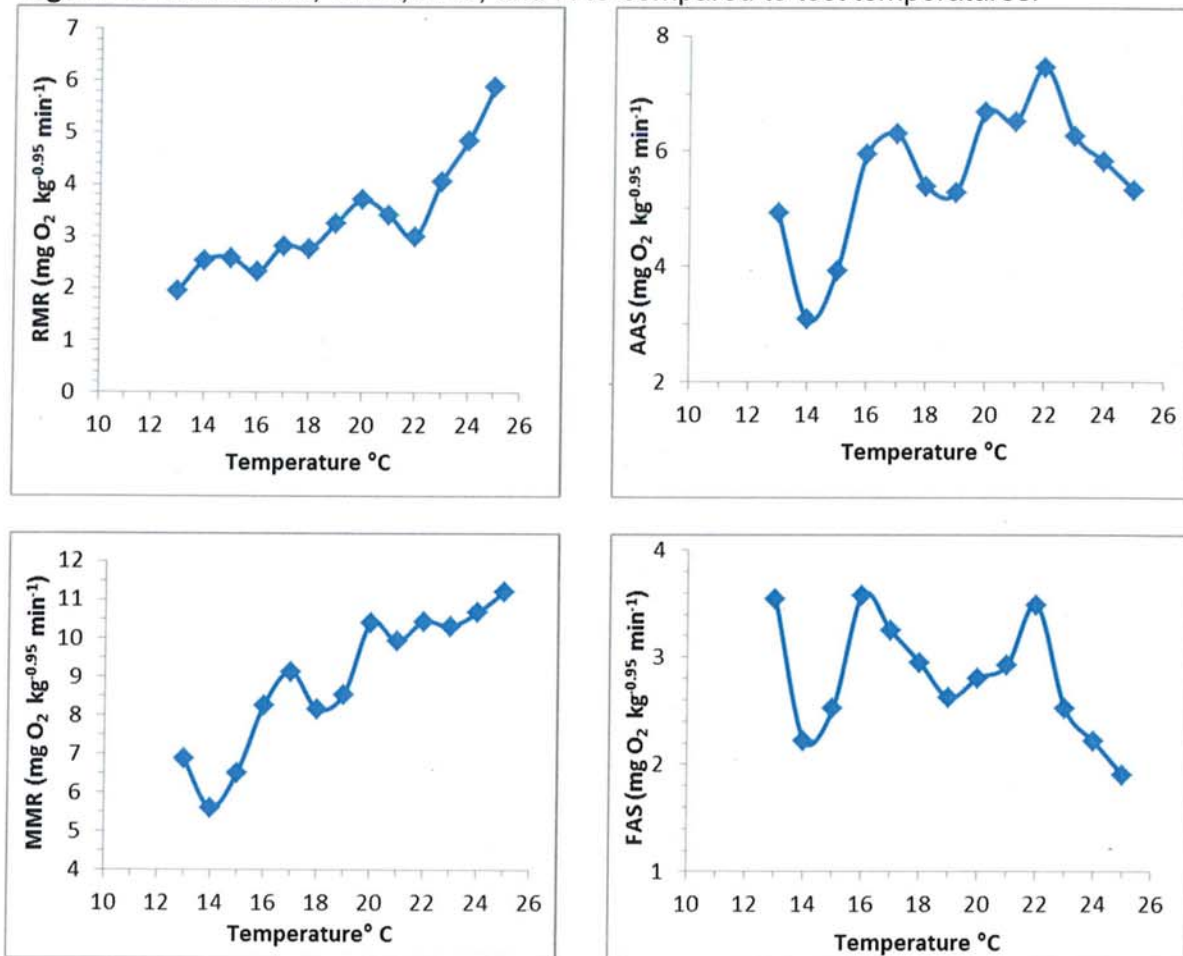 compared to test temperatures.
7
6
5
4
3
2
1
0
RMR (mg O₂ kg⁻⁰·⁹⁵ min⁻¹)
10 12 14 16 18 20 22 24 26
Temperature °C
8
6
4
2
AAS (mg O₂ kg⁻⁰·⁹⁵ min⁻¹)
10 12 14 16 18 20 22 24 26
Temperature °C
12
11
10
9
8
7
6
5
4
MMR (mg O₂ kg⁻⁰·⁹⁵ min⁻¹)
10 12 14 16 18 20 22 24 26
Temperature° C
4
3
2
1
FAS (mg O₂ kg⁻⁰·⁹⁵ min⁻¹)
10 12 14 16 18 20 22 24 26
Temperature °C